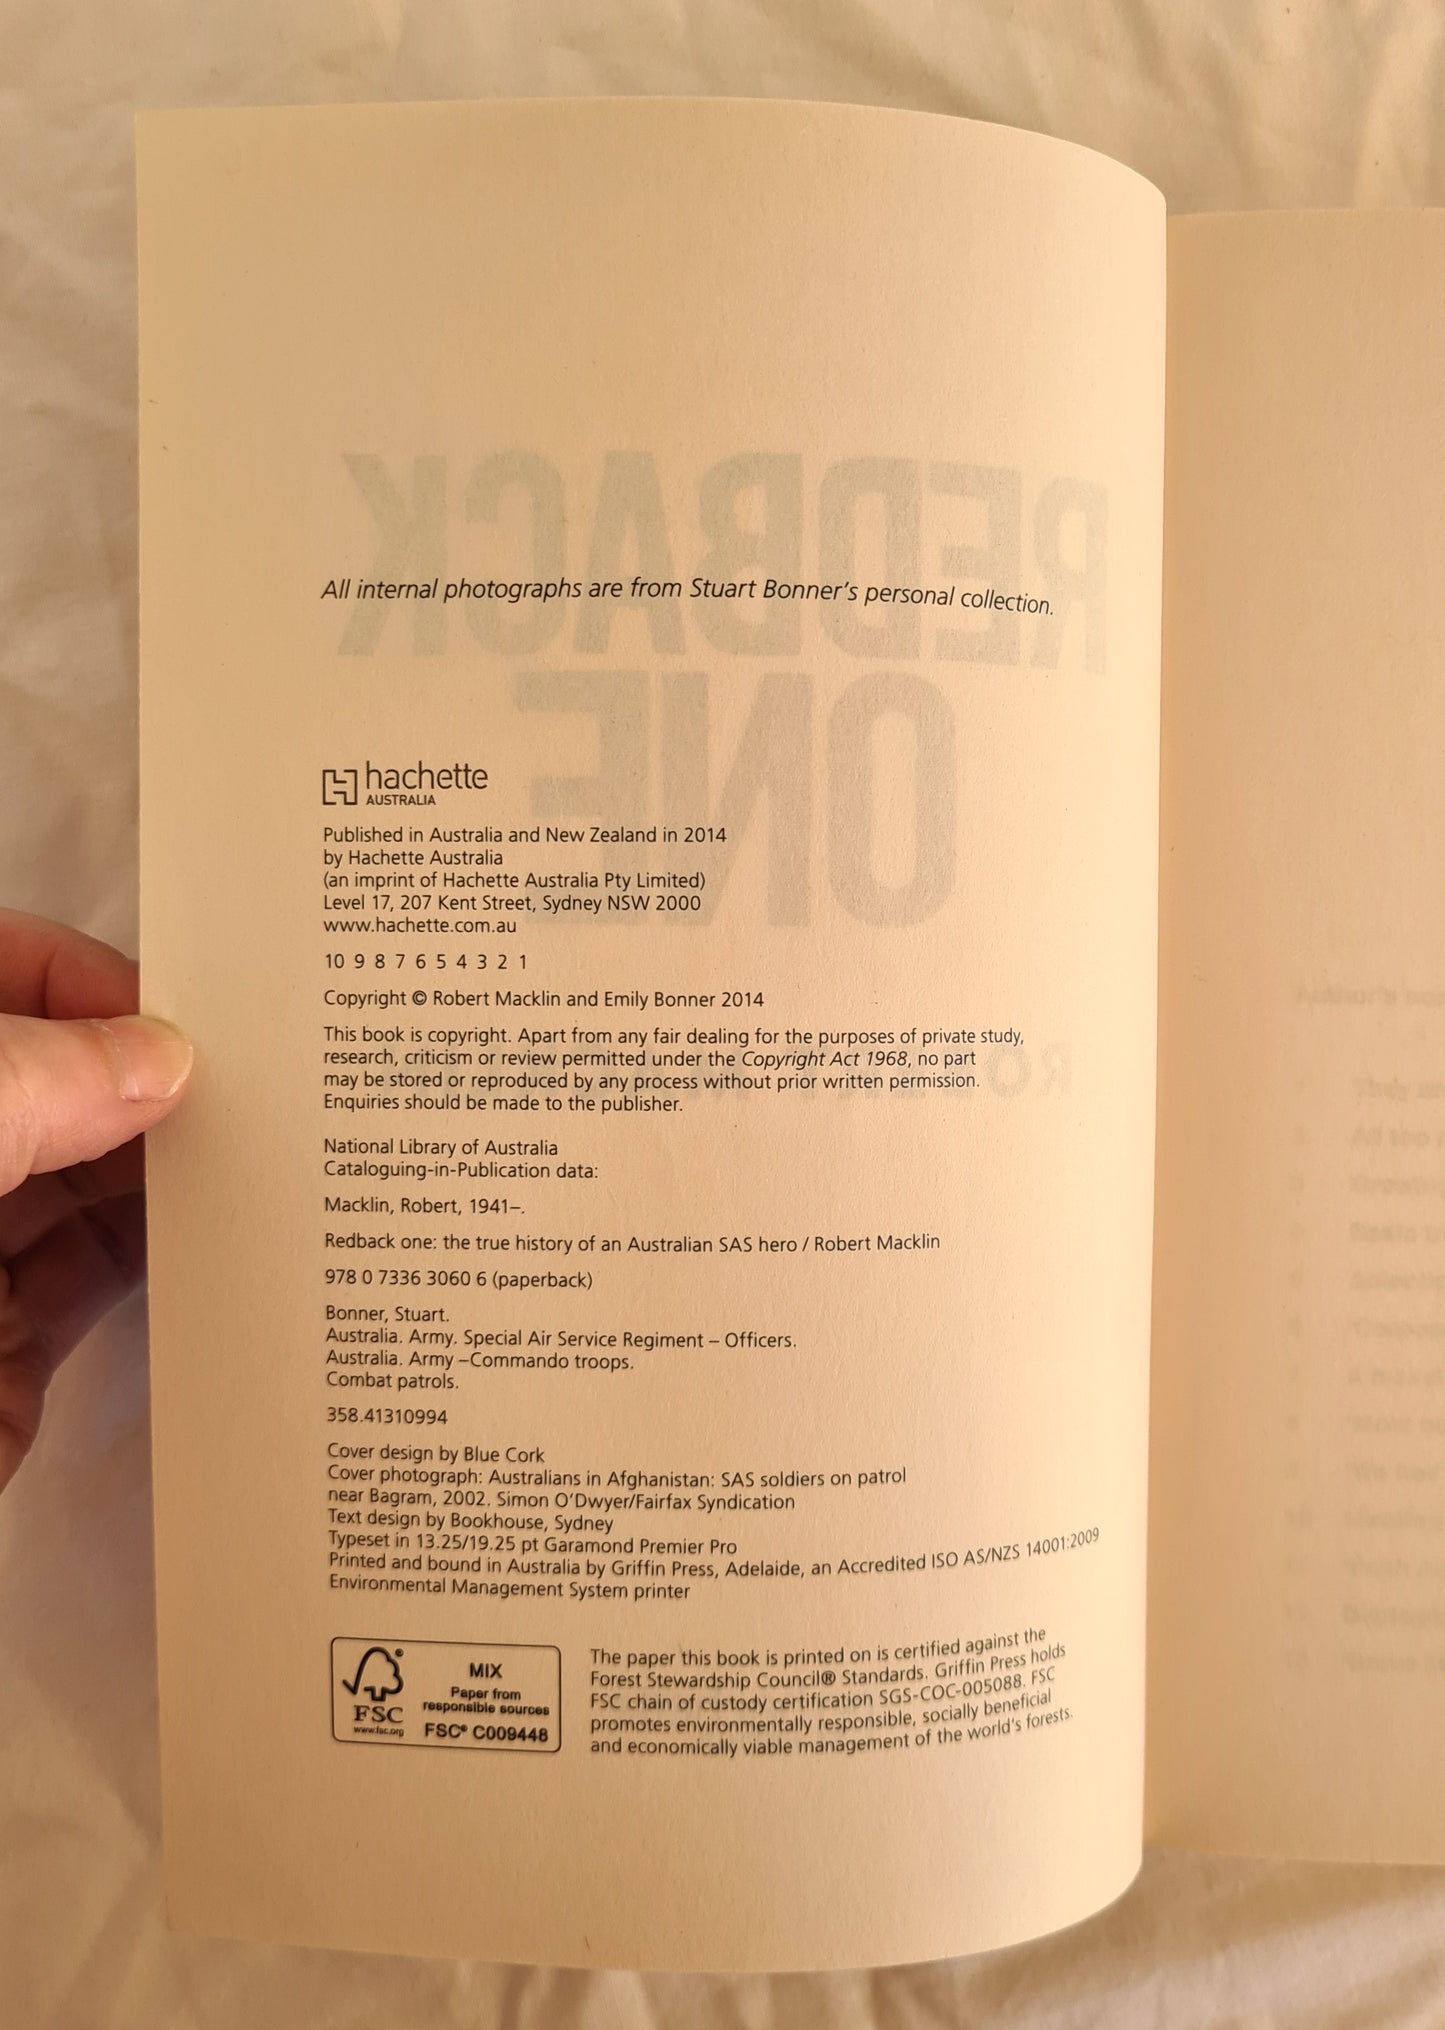 All internal photographs are from Stuart Bonner's personal collection.
hachette
AUSTRALIA
Published in Australia and New Zealand in 2014
by Hachette Australia
(an imprint of Hachette Australia Pty Limited)
Level 17, 207 Kent Street, Sydney NSW 2000
www.hachette.com.au
10 9 8 7 6 5 4 3 2 1
Copyright © Robert Macklin and Emily Bonner 2014
This book is copyright. Apart from any fair dealing for the purposes of private study,
research, criticism or review permitted under the Copyright Act 1968, no part
may be stored or reproduced by any process without prior written permission.
Enquiries should be made to the publisher.
National Library of Australia
Cataloguing-in-Publication data:
Macklin, Robert, 1941–.
Redback one: the true history of an Australian SAS hero / Robert Macklin
978 0 7336 3060 6 (paperback)
Bonner, Stuart.
Australia. Army. Special Air Service Regiment – Officers.
Australia. Army –Commando troops.
Combat patrols.
358.41310994
Cover design by Blue Cork
Cover photograph: Australians in Afghanistan: SAS soldiers on patrol
near Bagram, 2002. Simon O'Dwyer/Fairfax Syndication
Text design by Bookhouse, Sydney
Typeset in 13.25/19.25 pt Garamond Premier Pro
Printed and bound in Australia by Griffin Press, Adelaide, an Accredited ISO AS/NZS 14001:2009
Environmental Management System printer
FSC
www.fsc.org
MIX
Paper from
responsible sources
FSC® C009448
The paper this book is printed on is certified against the
Forest Stewardship Council® Standards. Griffin Press holds
FSC chain of custody certification SGS-COC-005088. FSC
promotes environmentally responsible, socially beneficial
and economically viable management of the world's forests.
REDBACK
ONE